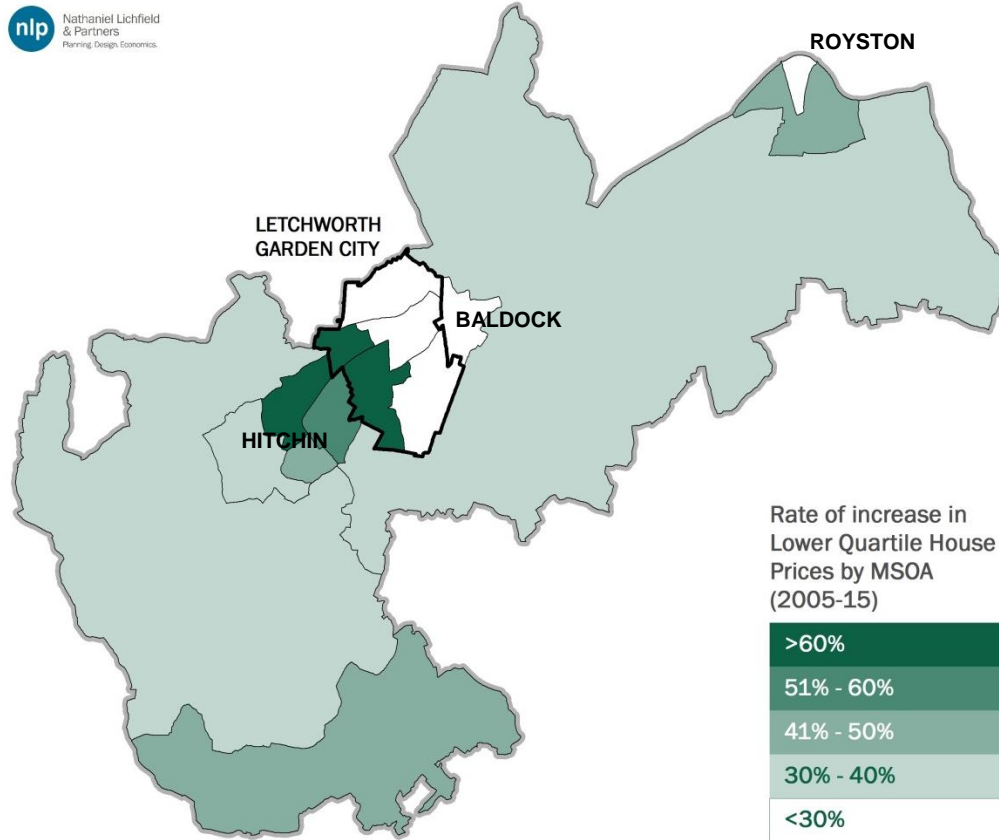 nlp
Nathaniel Lichfield
& Partners
Planning. Design. Economics.
ROYSTON
LETCHWORTH
GARDEN CITY
BALDOCK
HITCHIN
Rate of increase in
Lower Quartile House
Prices by MSOA
(2005-15)
>60%
51% - 60%
41% - 50%
30% - 40%
<30%